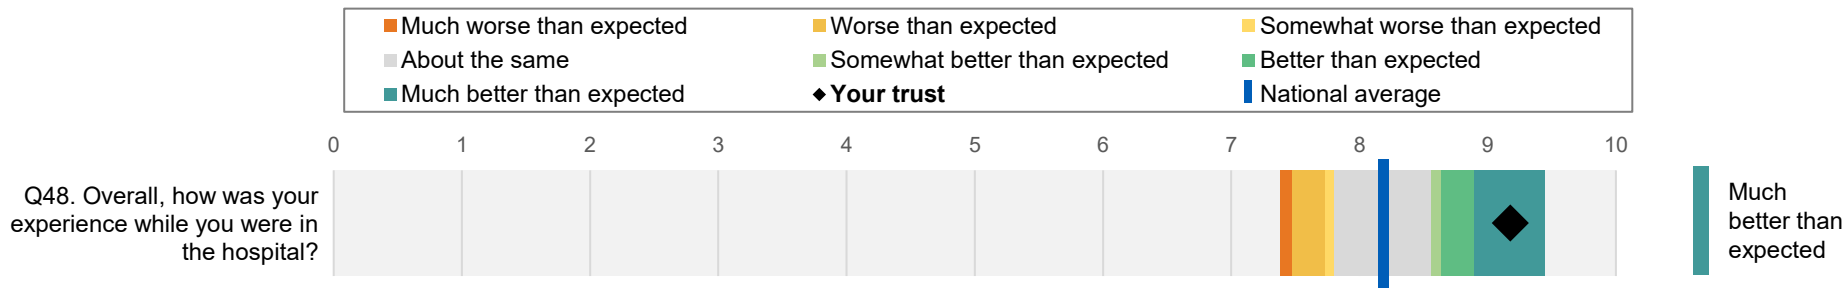 Much worse than expected
Worse than expected
Somewhat worse than expected
About the same
Somewhat better than expected
Better than expected
Much better than expected
Your trust
National average
0 1 2 3 4 5 6 7 8 9 10
Q48. Overall, how was your
experience while you were in
the hospital?
Much
better than
expected